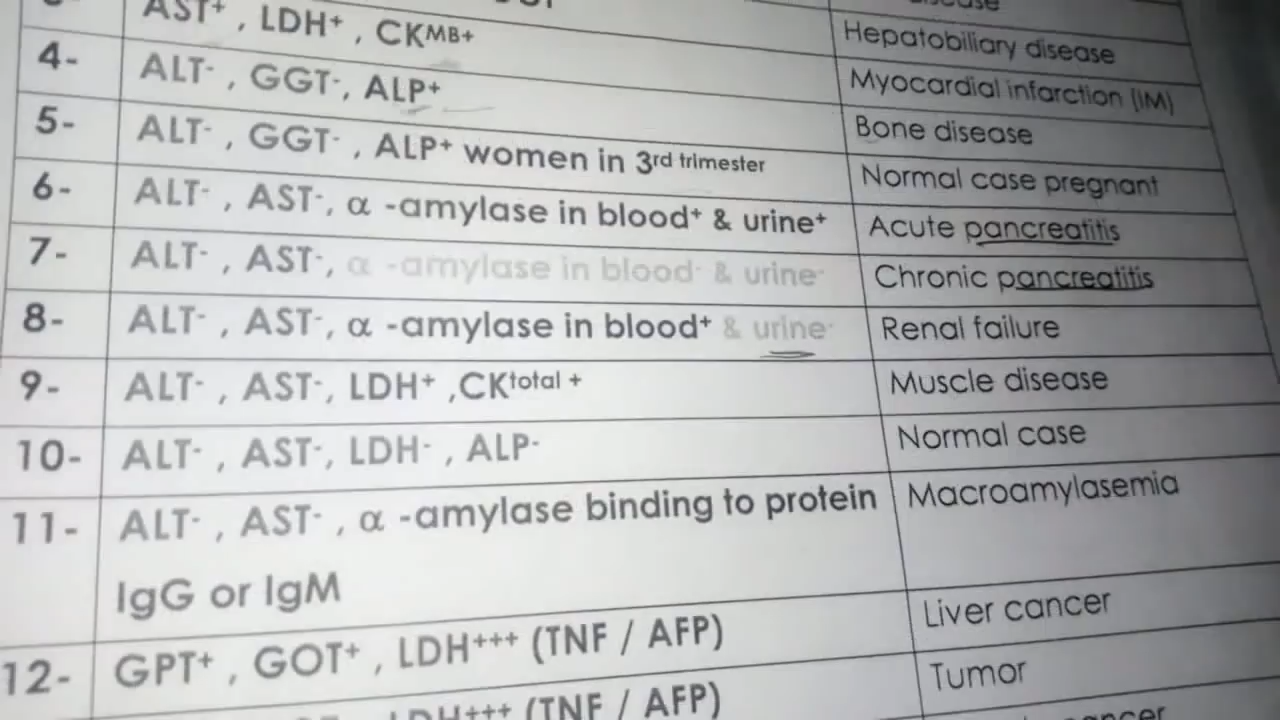 AST⁺ , LDH⁺ , CKᴹᴮ⁺
Hepatobiliary disease
4- ALT⁻ , GGT⁻, ALP⁺
Myocardial infarction (IM)
5- ALT⁻ , GGT⁻ , ALP⁺ women in 3rd trimester
Bone disease
6- ALT⁻ , AST⁻, α -amylase in blood⁺ & urine⁺
Normal case pregnant
7- ALT⁻ , AST⁻, α -amylase in blood⁻ & urine⁻
Acute pancreatitis
8- ALT⁻ , AST⁻, α -amylase in blood⁺ & urine⁻
Chronic pancreatitis
Renal failure
9- ALT⁻ , AST⁻, LDH⁺ ,CKtotal +
Muscle disease
10- ALT⁻ , AST⁻, LDH⁻ , ALP⁻
Normal case
11- ALT⁻ , AST⁻ , α -amylase binding to protein
Macroamylasemia
IgG or IgM
12- GPT⁺ , GOT⁺ , LDH⁺⁺⁺ (TNF / AFP)
Liver cancer
LDH⁺⁺⁺ (TNF / AFP)
Tumor